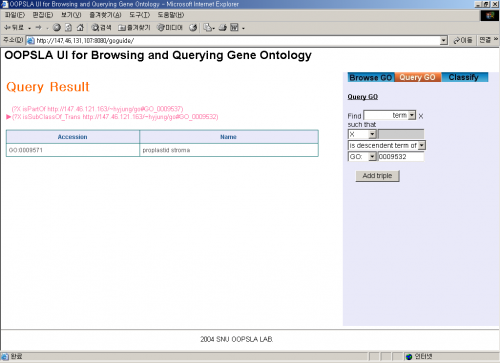 OOPSLA UI for Browsing and Querying Gene Ontology - Microsoft Internet Explorer
파일(F) 편집(E) 보기(V) 즐겨찾기(A) 도구(T) 도움말(H)
뒤로 검색 즐겨찾기 미디어
주소(D) http://147.46.131.107:8080/goguide/ 이동 연결 »
OOPSLA UI for Browsing and Querying Gene Ontology
Query Result
(?X isPartOf http://147.46.121.163/~hyjung/go#GO_0009537)
(?X isSubClassOf_Trans http://147.46.121.163/~hyjung/go#GO_0009532)
Accession Name
GO:0009571 proplastid stroma
Browse GO Query GO Classify
Query GO
Find term X
such that
X
is descendent term of
GO: 0009532
Add triple
2004 SNU OOPSLA LAB.
완료 인터넷